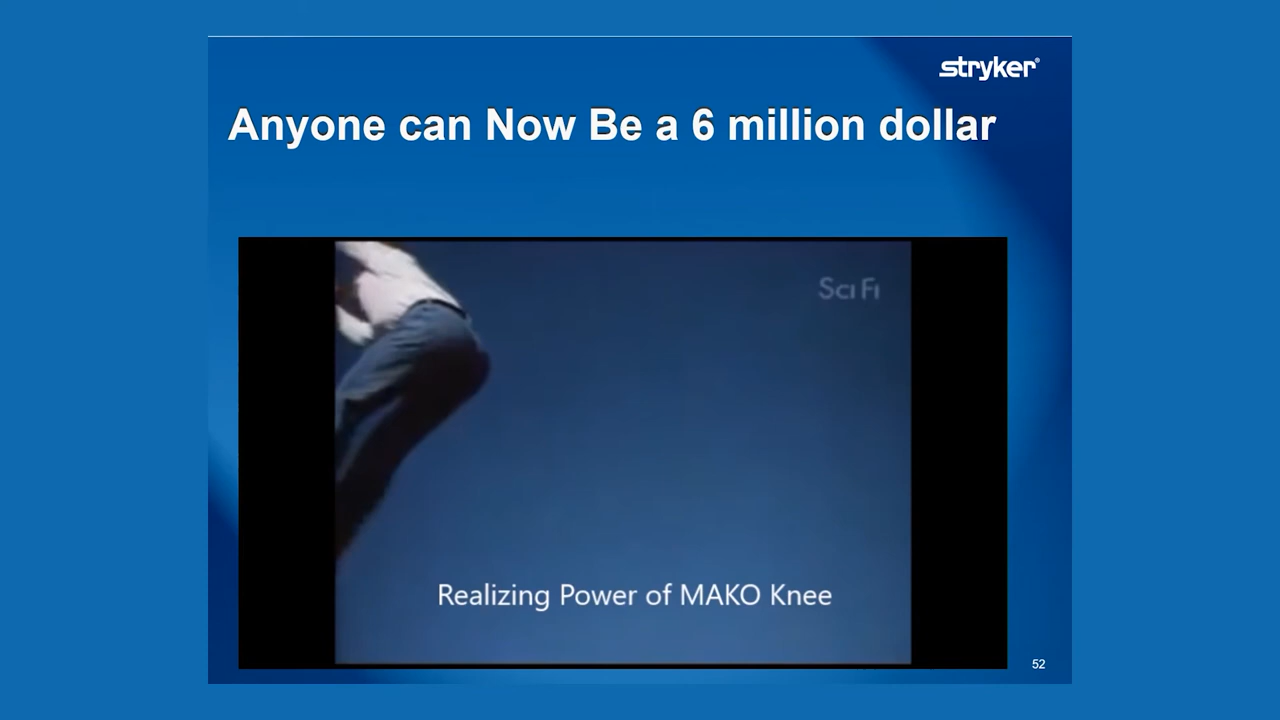 stryker®
Anyone can Now Be a 6 million dollar
Sci Fi
Realizing Power of MAKO Knee
52